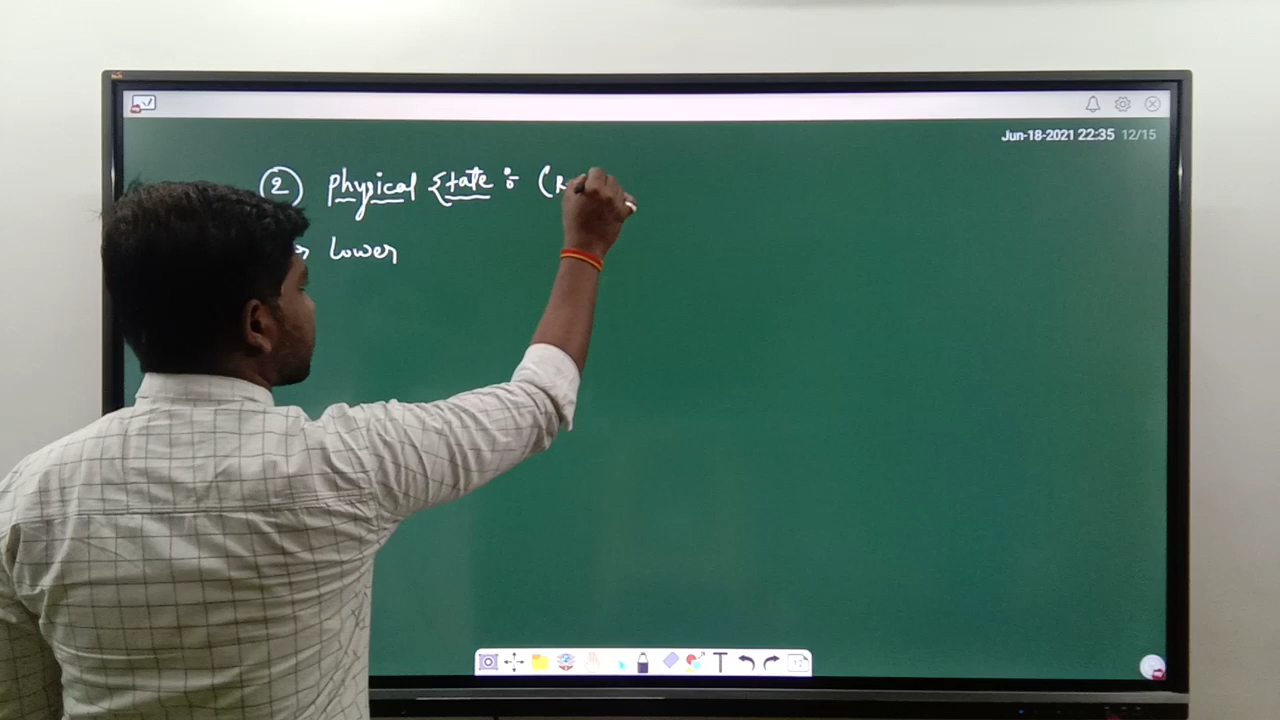 Jun-18-2021 22:35 12/15
② Physical State :- (R
→ Lower